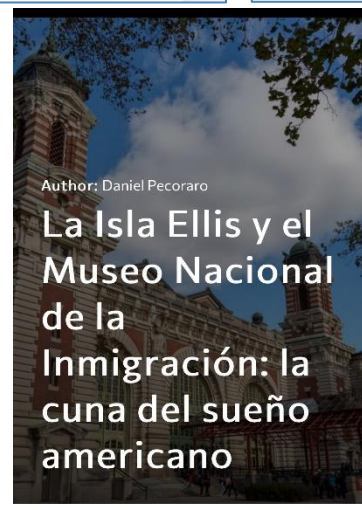 Author: Daniel Pecoraro
La Isla Ellis y el
Museo Nacional
de la
Inmigración: la
cuna del sueño
americano